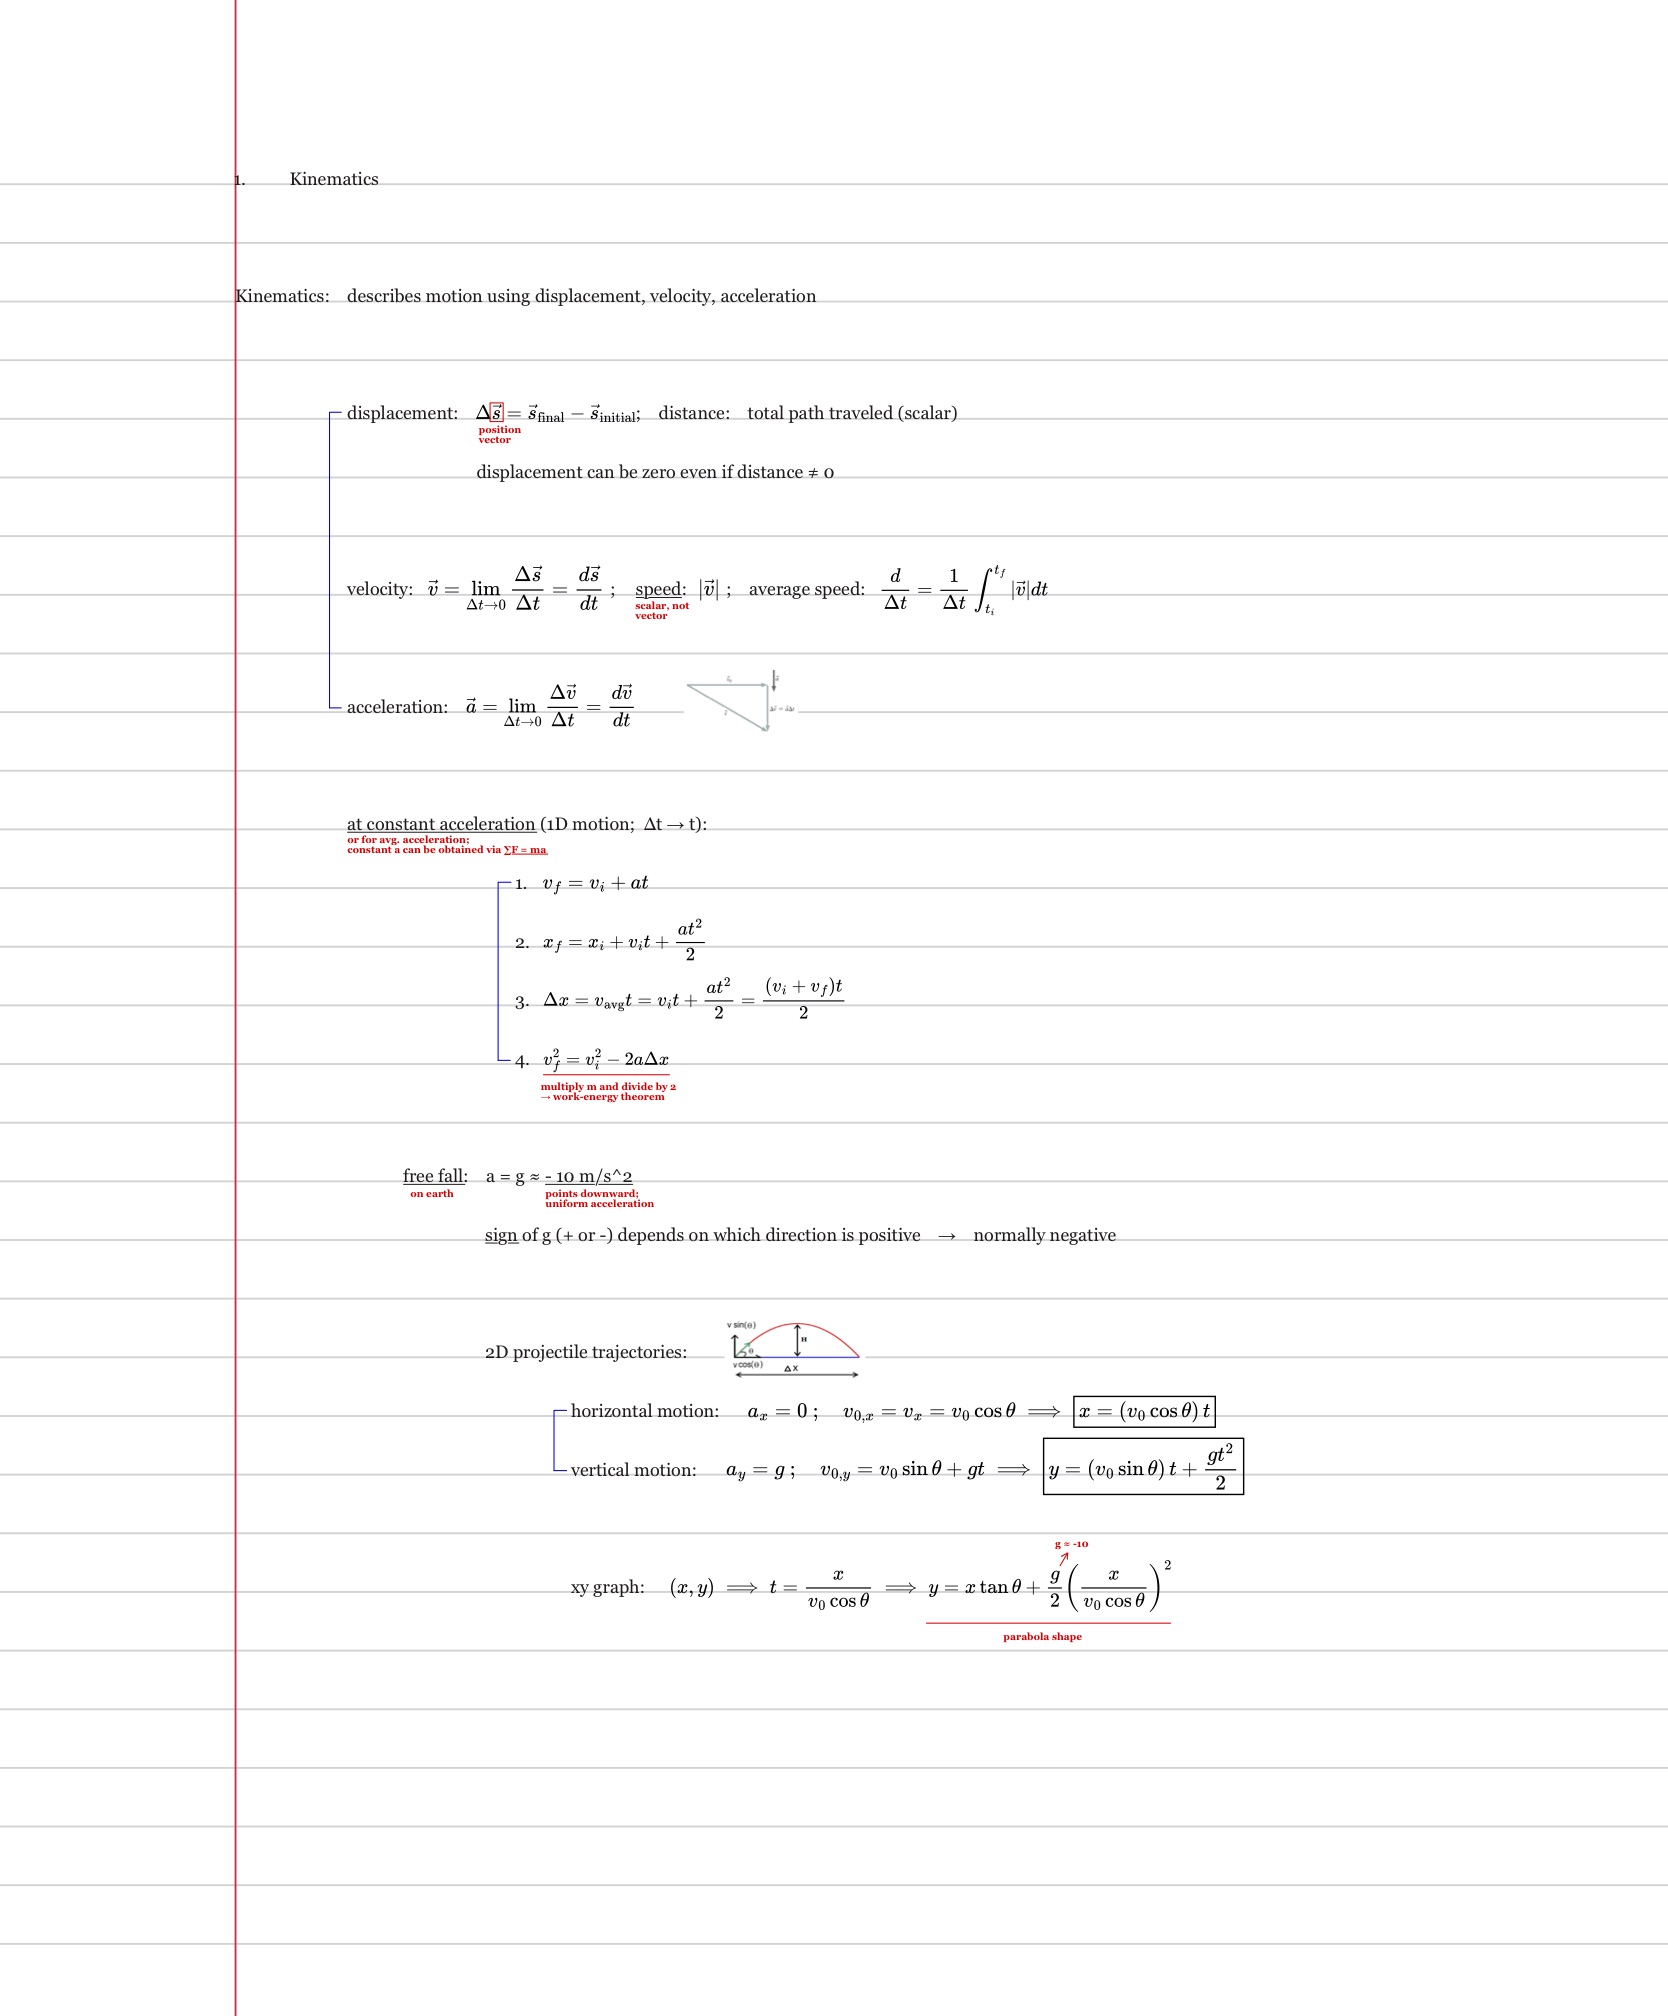 1. Kinematics
Kinematics: describes motion using displacement, velocity, acceleration
displacement: Δs⃗ = s⃗_final − s⃗_initial; distance: total path traveled (scalar)
position
vector
displacement can be zero even if distance ≠ 0
velocity: v⃗ = lim_{Δt→0} Δs⃗/Δt = ds⃗/dt ; speed: |v⃗| ; average speed: d/Δt = 1/Δt ∫_{t_i}^{t_f} |v⃗|dt
scalar, not
vector
acceleration: a⃗ = lim_{Δt→0} Δv⃗/Δt = dv⃗/dt
at constant acceleration (1D motion; Δt → t):
or for avg. acceleration;
constant a can be obtained via ∑F = ma
1. v_f = v_i + at
2. x_f = x_i + v_i t + at²/2
3. Δx = v_avg t = v_i t + at²/2 = (v_i + v_f)t/2
4. v_f² = v_i² − 2aΔx
multiply m and divide by 2
→ work-energy theorem
free fall: a = g ≈ - 10 m/s^2
on earth
points downward;
uniform acceleration
sign of g (+ or -) depends on which direction is positive → normally negative
v sin(θ)
H
θ
2D projectile trajectories:
v cos(θ)
Δ X
horizontal motion: a_x = 0 ; v_{0,x} = v_x = v_0 cos θ ⟹ x = (v_0 cos θ) t
vertical motion: a_y = g ; v_{0,y} = v_0 sin θ + gt ⟹ y = (v_0 sin θ) t + gt²/2
g ≈ -10
xy graph: (x, y) ⟹ t = x/(v_0 cos θ) ⟹ y = x tan θ + g/2 (x/(v_0 cos θ))²
parabola shape